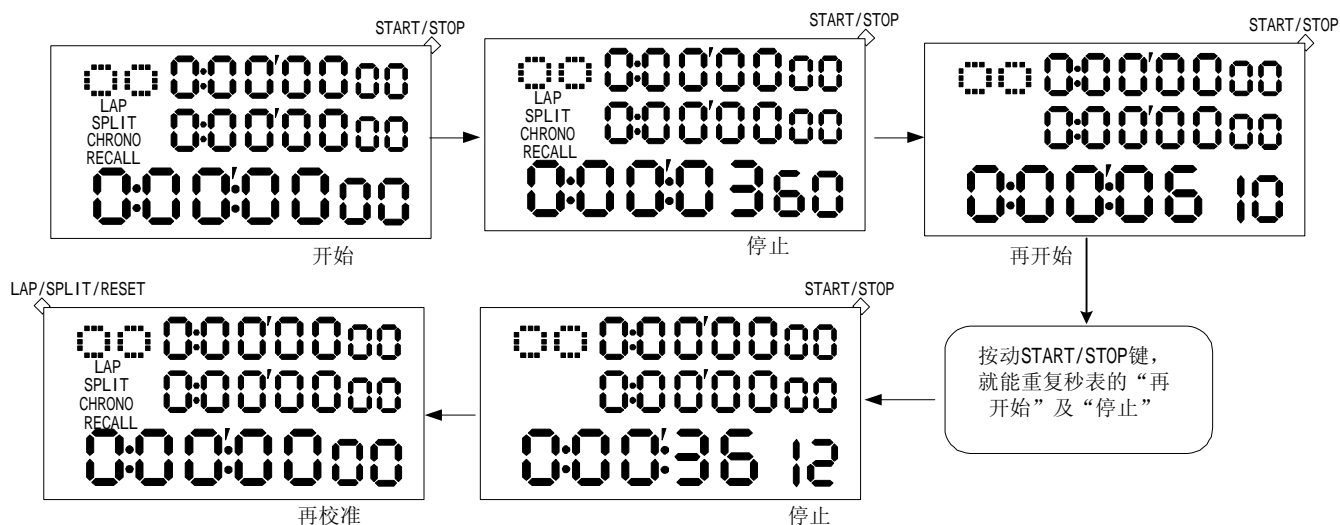 START/STOP
00 0:00'00 00
LAP
SPLIT
CHRONO
RECALL
0:00'00 00
0:00:'00 00
开始
START/STOP
00 0:00'00 00
LAP
SPLIT
CHRONO
RECALL
0:00'00 00
0:00:'03 60
停止
START/STOP
00 0:00'00 00
0:00'00 00
0:00:'06 10
再开始
按动START/STOP键，
就能重复秒表的“再
开始”及“停止”
START/STOP
00 0:00'00 00
0:00'00 00
0:00:'36 12
停止
LAP/SPLIT/RESET
00 0:00'00 00
LAP
SPLIT
CHRONO
RECALL
0:00'00 00
0:00:'00 00
再校准